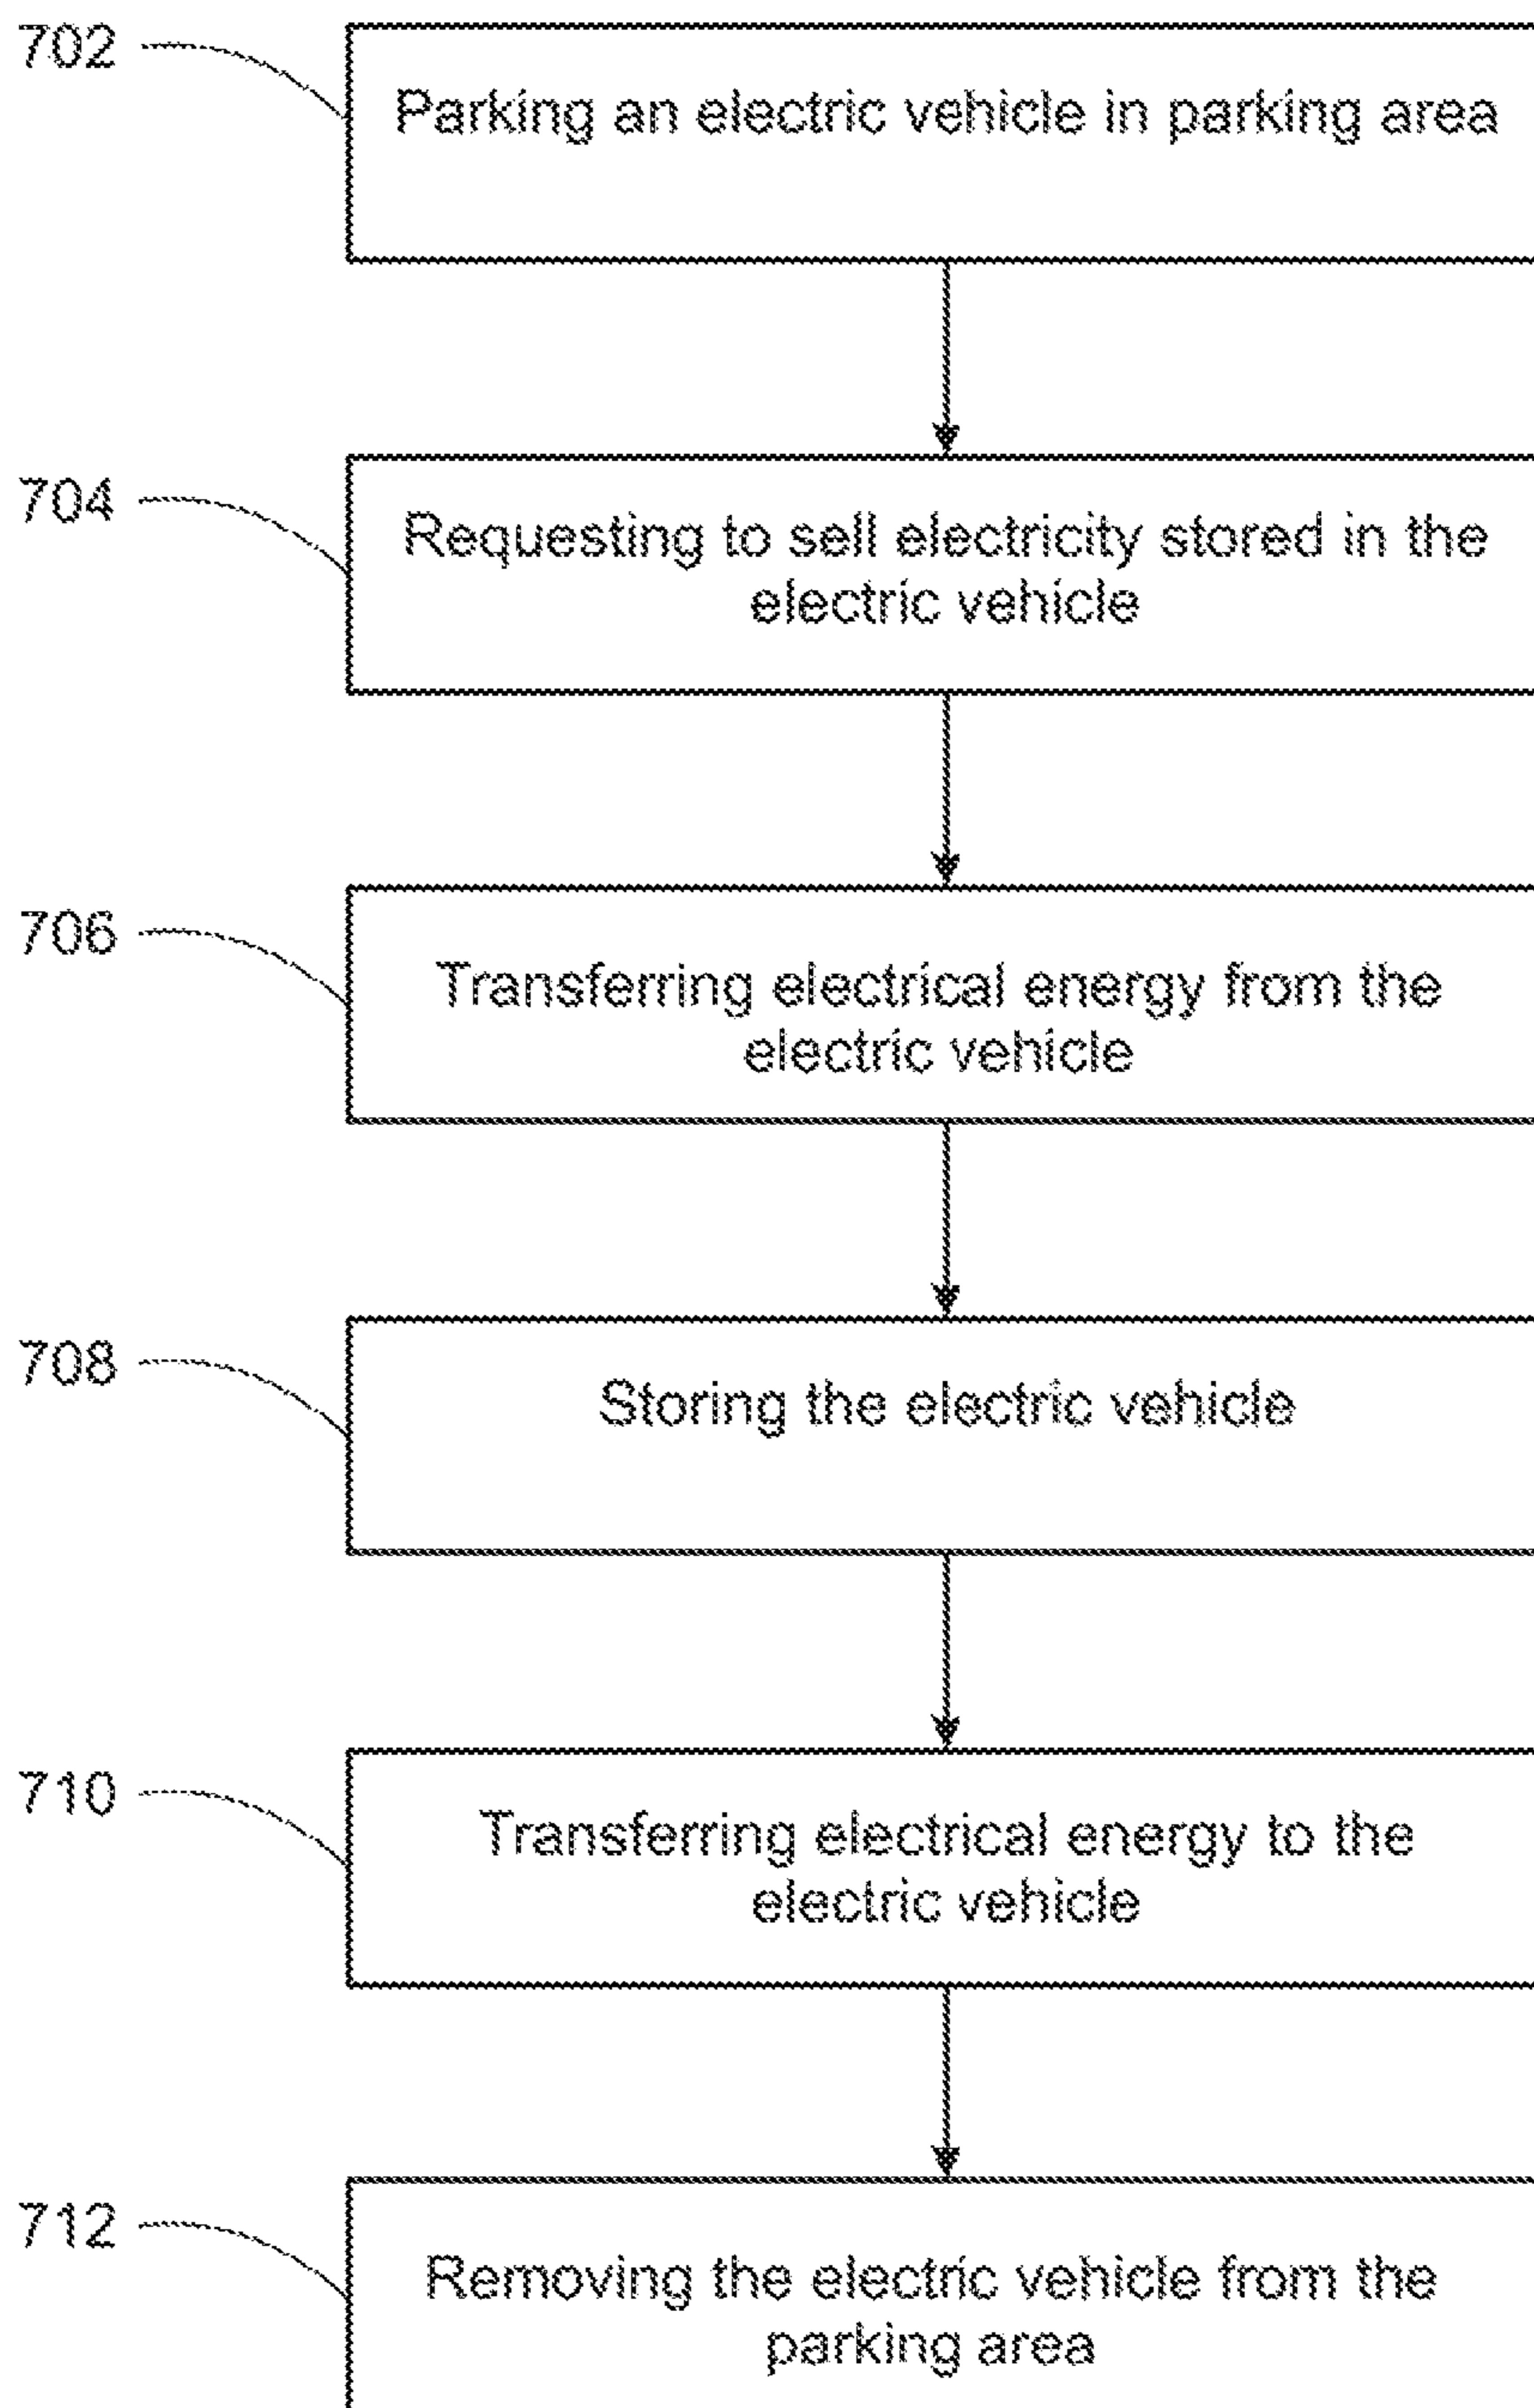 702
Parking an electric vehicle in parking area
704
Requesting to sell electricity stored in the
electric vehicle
706
Transferring electrical energy from the
electric vehicle
708
Storing the electric vehicle
710
Transferring electrical energy to the
electric vehicle
712
Removing the electric vehicle from the
parking area